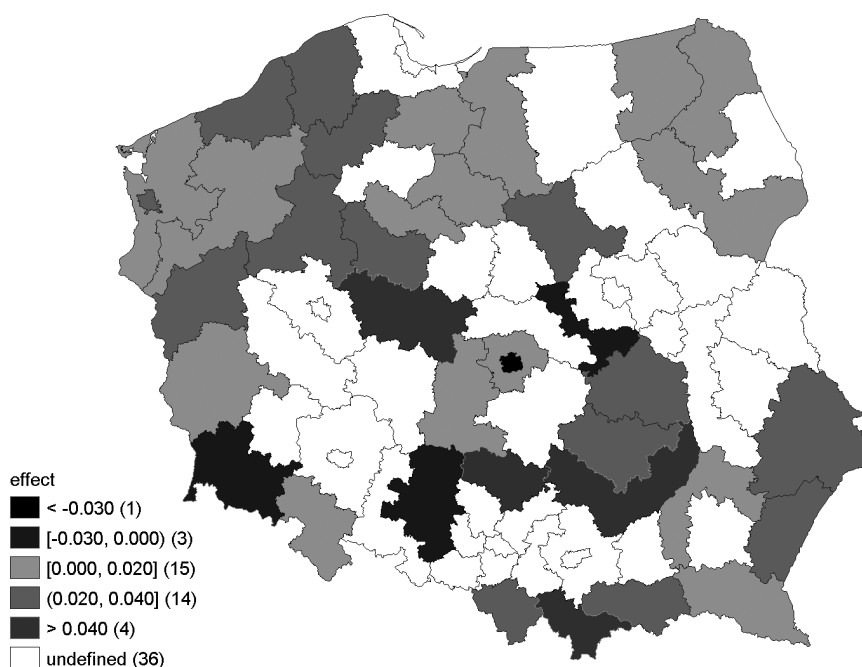 effect
< -0.030 (1)
[-0.030, 0.000) (3)
[0.000, 0.020] (15)
(0.020, 0.040] (14)
> 0.040 (4)
undefined (36)